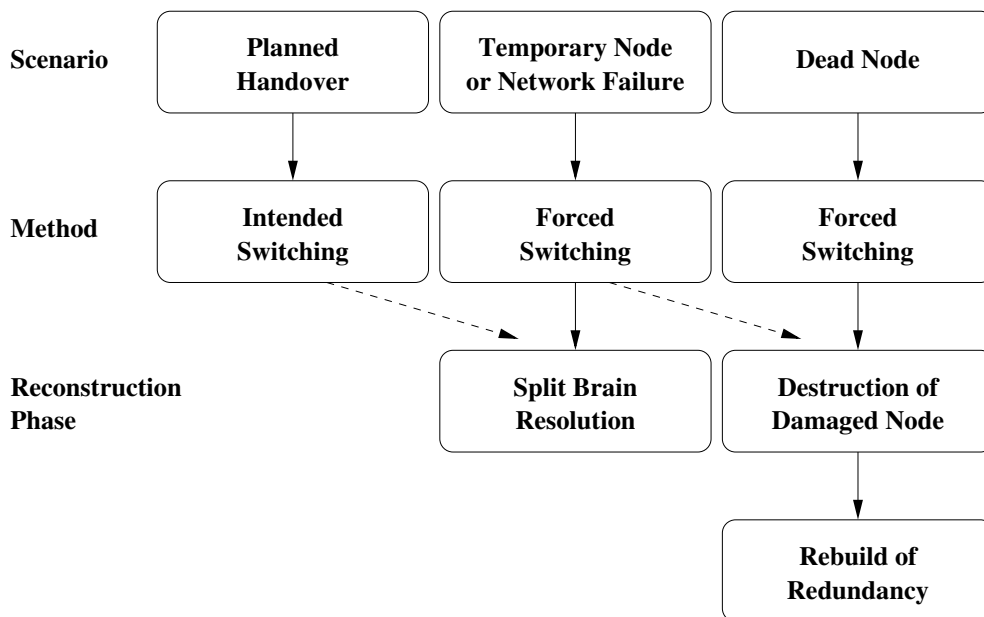 Scenario
Planned
Handover
Temporary Node
or Network Failure
Dead Node
Method
Intended
Switching
Forced
Switching
Forced
Switching
Reconstruction
Phase
Split Brain
Resolution
Destruction of
Damaged Node
Rebuild of
Redundancy